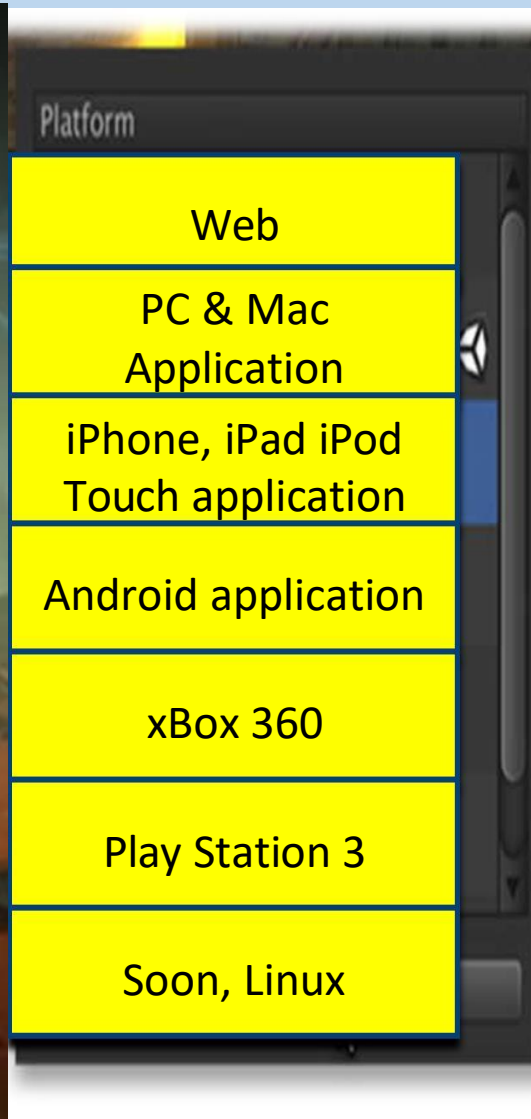 Platform
Web
PC & Mac
Application
iPhone, iPad iPod
Touch application
Android application
xBox 360
Play Station 3
Soon, Linux